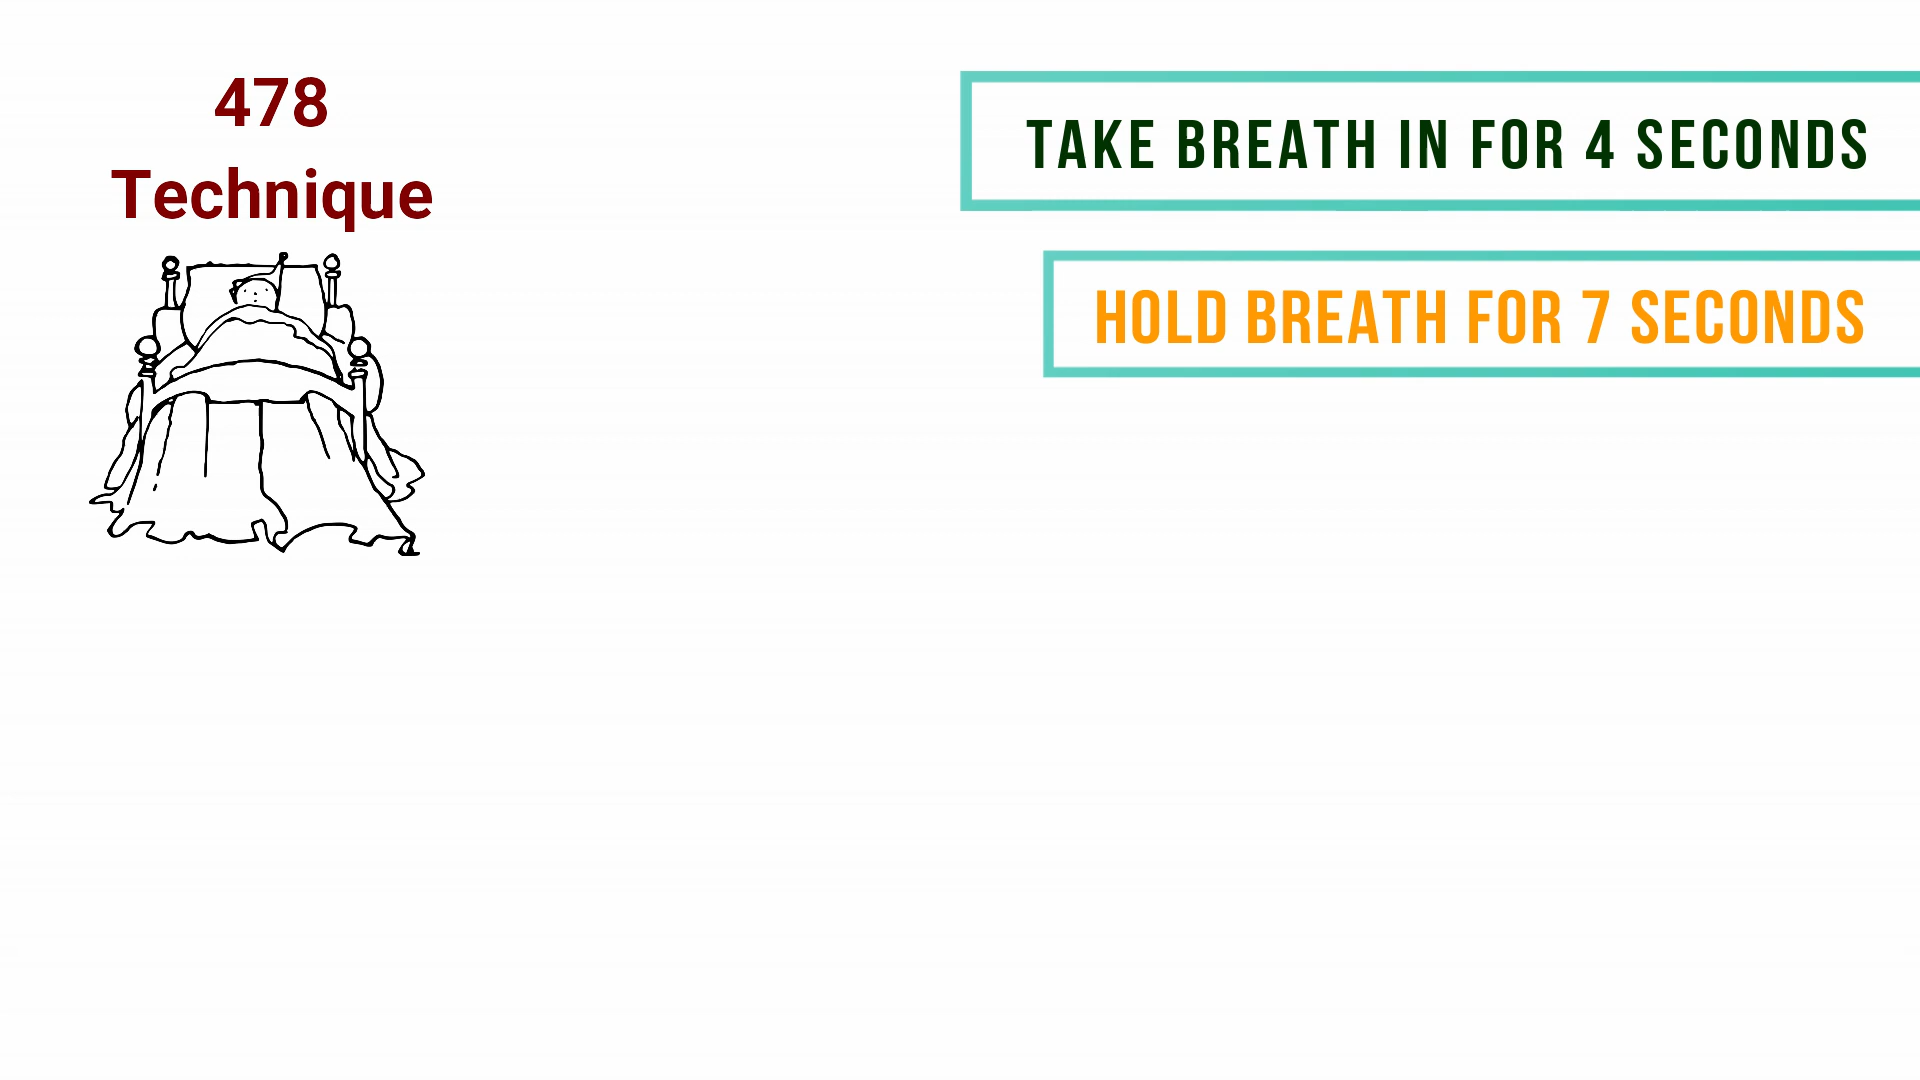 478
Technique
TAKE BREATH IN FOR 4 SECONDS
HOLD BREATH FOR 7 SECONDS